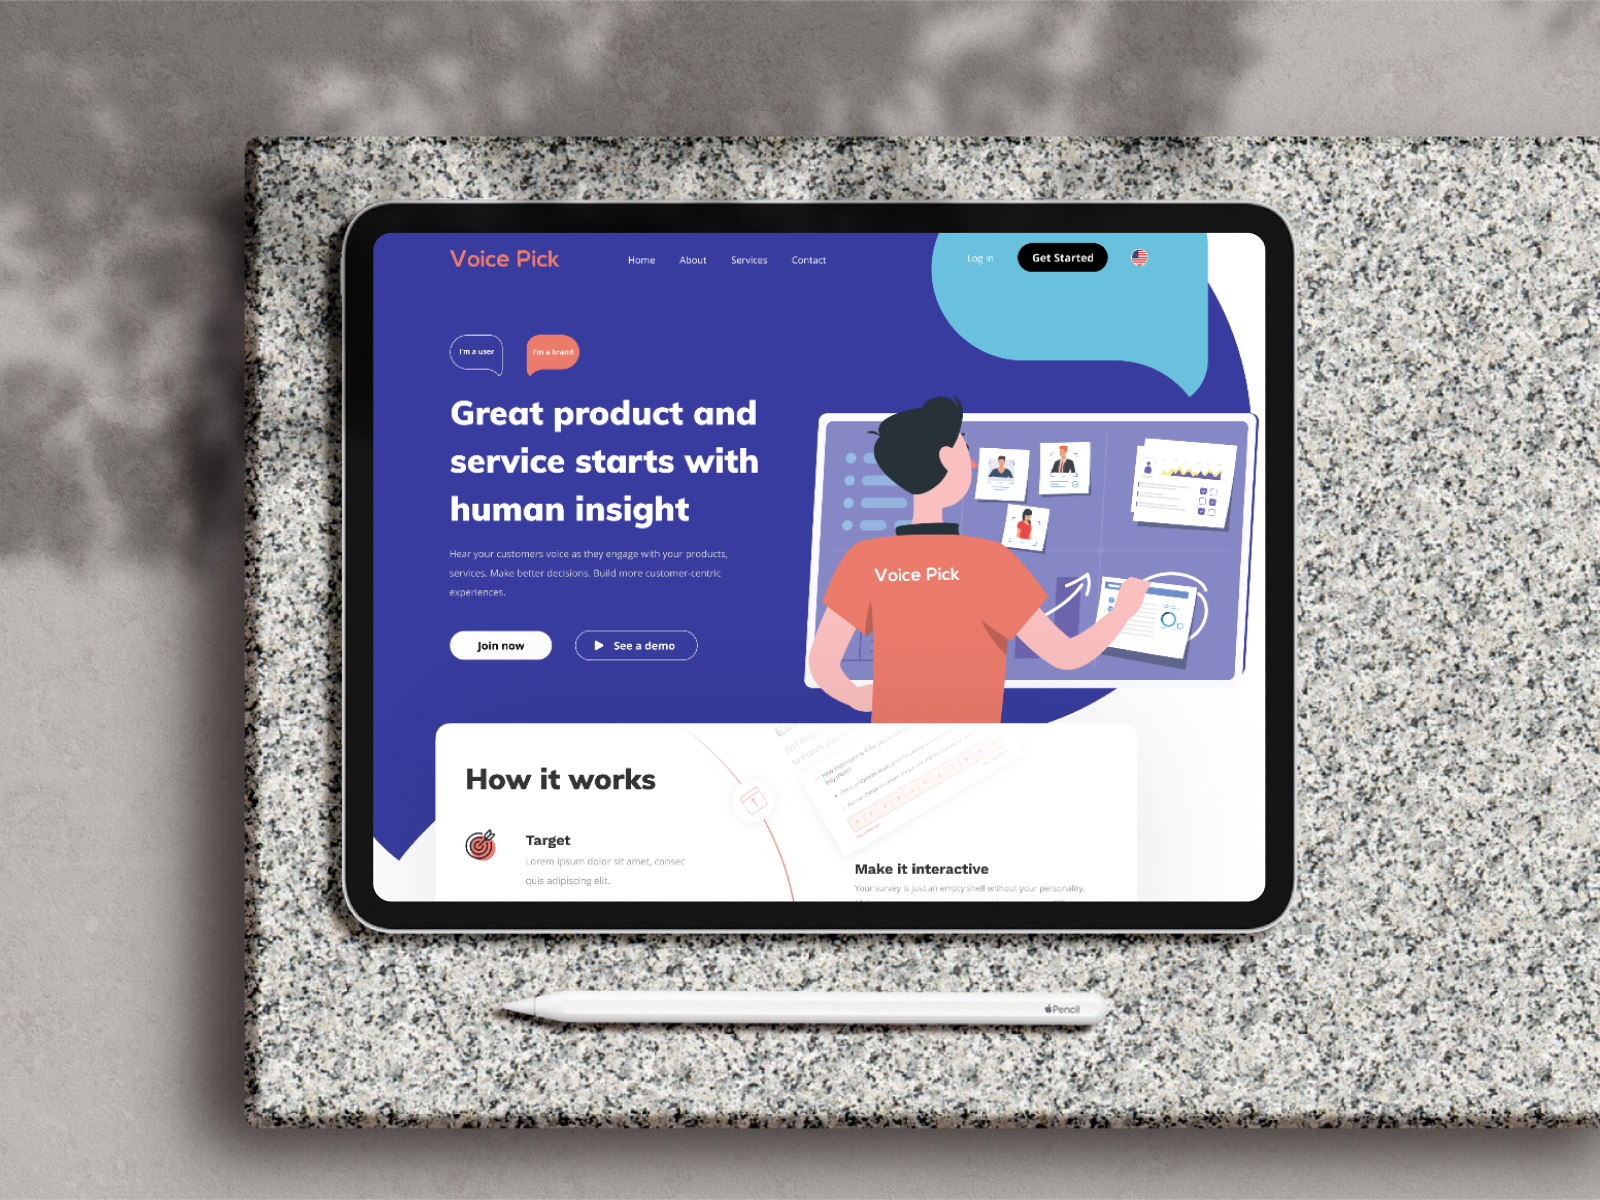 Voice Pick
Home
About
Services
Contact
Log in
Get Started
I'm a user
I'm a brand
Great product and
service starts with
human insight
Hear your customers voice as they engage with your products,
services. Make better decisions. Build more customer-centric
experiences.
Join now
See a demo
Voice Pick
How it works
Target
Lorem ipsum dolor sit amet, consec
quis adipiscing elit.
Make it interactive
Your survey is just an empty shell without your personality.
Pencil